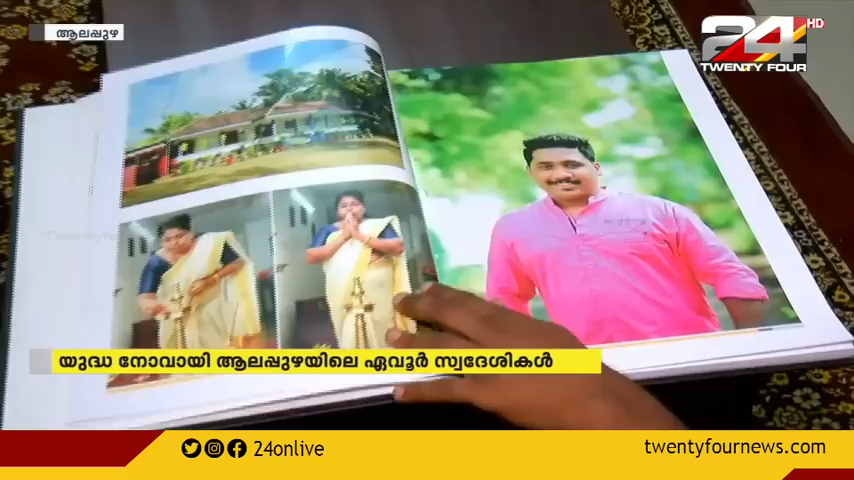 ആലപ്പുഴ
24 HD
TWENTY FOUR
യുദ്ധ നോവായി ആലപ്പുഴയിലെ ഏവൂർ സ്വദേശികൾ
24onlive
twentyfournews.com